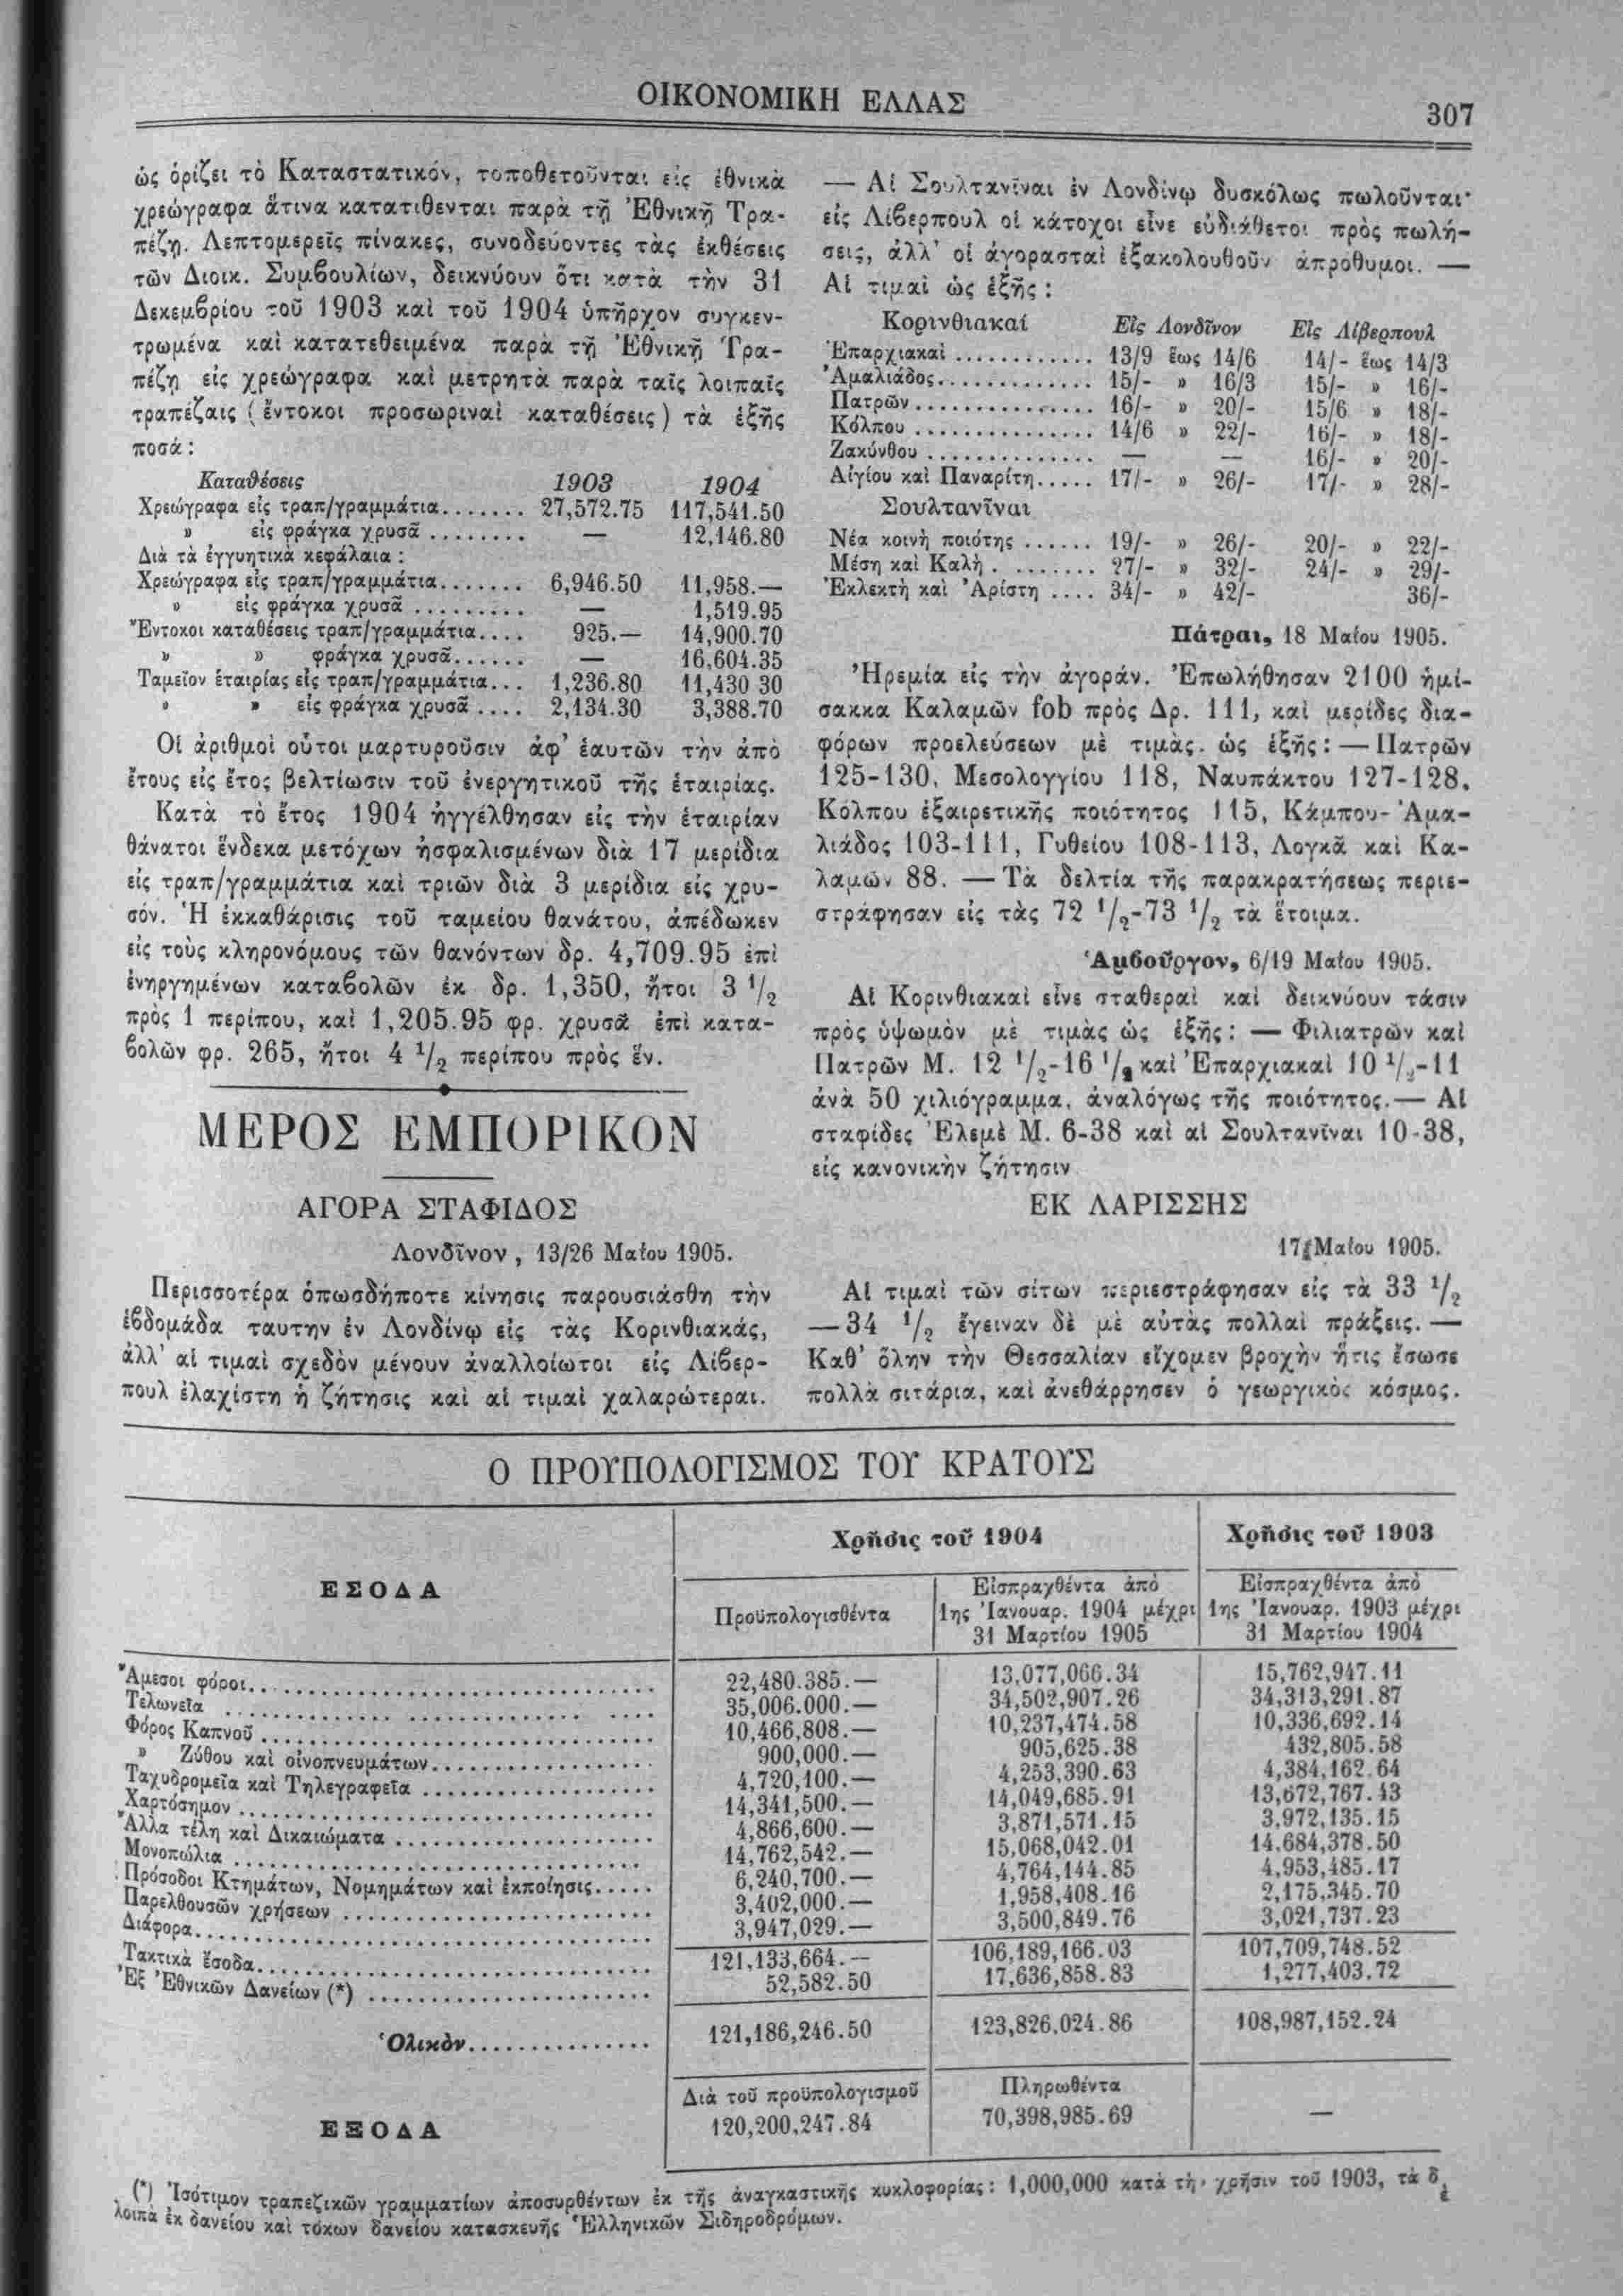 ΟΙΚΟΝΟΜΙΚΗ ΕΛΛΑΣ
307
ὡς ὁρίζει τὸ Καταστατικόν, τοποθετοῦνται εἰς ἐθνικὰ
χρεώγραφα ἅτινα κατατιθενται παρὰ τῇ Ἐθνικῇ Τρα-
πέζῃ. Λεπτομερεῖς πίνακες, συνοδεύοντες τὰς ἐκθέσεις
τῶν Διοικ. Συμβουλίων, δεικνύουν ὅτι κατὰ τὴν 31
Δεκεμβρίου τοῦ 1903 καὶ τοῦ 1904 ὑπῆρχον συγκεν-
τρωμένα καὶ κατατεθειμένα παρὰ τῇ Ἐθνικῇ Τρα-
πέζῃ εἰς χρεώγραφα καὶ μετρητὰ παρὰ ταῖς λοιπαῖς
τραπέζαις (ἔντοκοι προσωριναὶ καταθέσεις) τὰ ἑξῆς
ποσά:
Καταθέσεις 1903 1904
Χρεώγραφα εἰς τραπ/γραμμάτια....... 27,572.75 117,541.50
» εἰς φράγκα χρυσᾶ ........ — 12,146.80
Διὰ τὰ ἐγγυητικὰ κεφάλαια :
Χρεώγραφα εἰς τραπ/γραμμάτια....... 6,946.50 11,958.—
» εἰς φράγκα χρυσᾶ ......... — 1,519.95
Ἔντοκοι καταθέσεις τραπ/γραμμάτια.... 925.— 14,900.70
» » φράγκα χρυσᾶ...... — 16,604.35
Ταμεῖον ἑταιρίας εἰς τραπ/γραμμάτια... 1,236.80 11,430 30
» » εἰς φράγκα χρυσᾶ .... 2,134.30 3,388.70
Οἱ ἀριθμοὶ οὗτοι μαρτυροῦσιν ἀφ' ἑαυτῶν τὴν ἀπὸ
ἔτους εἰς ἔτος βελτίωσιν τοῦ ἐνεργητικοῦ τῆς ἑταιρίας.
Κατὰ τὸ ἔτος 1904 ἠγγέλθησαν εἰς τὴν ἑταιρίαν
θάνατοι ἕνδεκα μετόχων ἠσφαλισμένων διὰ 17 μερίδια
εἰς τραπ/γραμμάτια καὶ τριῶν διὰ 3 μερίδια εἰς χρυ-
σόν. Ἡ ἐκκαθάρισις τοῦ ταμείου θανάτου, ἀπέδωκεν
εἰς τοὺς κληρονόμους τῶν θανόντων δρ. 4,709.95 ἐπὶ
ἐνηργημένων καταβολῶν ἐκ δρ. 1,350, ἤτοι 3 1/2
πρὸς 1 περίπου, καὶ 1,205.95 φρ. χρυσᾶ ἐπὶ κατα-
βολῶν φρ. 265, ἤτοι 4 1/2 περίπου πρὸς ἕν.
ΜΕΡΟΣ ΕΜΠΟΡΙΚΟΝ
ΑΓΟΡΑ ΣΤΑΦΙΔΟΣ
Λονδῖνον, 13/26 Μαΐου 1905.
Περισσοτέρα ὁπωσδήποτε κίνησις παρουσιάσθη τὴν
ἑβδομάδα ταυτην ἐν Λονδίνῳ εἰς τὰς Κορινθιακάς,
ἀλλ' αἱ τιμαὶ σχεδὸν μένουν ἀναλλοίωτοι εἰς Λίβερ-
πουλ ἐλαχίστη ἡ ζήτησις καὶ αἱ τιμαὶ χαλαρώτεραι.
— Αἱ Σουλτανῖναι ἐν Λονδίνῳ δυσκόλως πωλοῦνται·
εἰς Λίβερπουλ οἱ κάτοχοι εἶνε εὐδιάθετοι πρὸς πωλή-
σεις, ἀλλ' οἱ ἀγορασταὶ ἐξακολουθοῦν ἀπρόθυμοι. —
Αἱ τιμαὶ ὡς ἑξῆς :
Κορινθιακαί Εἰς Λονδῖνον Εἰς Λίβερπουλ
Ἐπαρχιακαὶ ............ 13/9 ἕως 14/6 14/- ἕως 14/3
Ἀμαλιάδος............. 15/- » 16/3 15/- » 16/-
Πατρῶν ............... 16/- » 20/- 15/6 » 18/-
Κόλπου ............... 14/6 » 22/- 16/- » 18/-
Ζακύνθου .............. — — 16/- » 20/-
Αἰγίου καὶ Παναρίτη..... 17/- » 26/- 17/- » 28/-
Σουλτανῖναι
Νέα κοινὴ ποιότης ...... 19/- » 26/- 20/- » 22/-
Μέση καὶ Καλὴ . ....... 27/- » 32/- 24/- » 29/-
Ἐκλεκτὴ καὶ Ἀρίστη .... 34/- » 42/- 36/-
Πάτραι, 18 Μαΐου 1905.
Ἠρεμία εἰς τὴν ἀγοράν. Ἐπωλήθησαν 2100 ἡμί-
σακκα Καλαμῶν fob πρὸς Δρ. 111, καὶ μερίδες δια-
φόρων προελεύσεων μὲ τιμὰς. ὡς ἑξῆς : — Πατρῶν
125-130, Μεσολογγίου 118, Ναυπάκτου 127-128,
Κόλπου ἐξαιρετικῆς ποιότητος 115, Κάμπου-Ἀμα-
λιάδος 103-111, Γυθείου 108-113, Λογκᾶ καὶ Κα-
λαμῶν 88. — Τὰ δελτία τῆς παρακρατήσεως περιε-
στράφησαν εἰς τὰς 72 1/2-73 1/2 τὰ ἕτοιμα.
Ἀμβοῦργον, 6/19 Μαΐου 1905.
Αἱ Κορινθιακαὶ εἶνε σταθεραὶ καὶ δεικνύουν τάσιν
πρὸς ὑψωμὸν μὲ τιμὰς ὡς ἑξῆς : — Φιλιατρῶν καὶ
Πατρῶν Μ. 12 1/2-16 1/2 καὶ Ἐπαρχιακαὶ 10 1/2-11
ἀνὰ 50 χιλιόγραμμα, ἀναλόγως τῆς ποιότητος.— Αἱ
σταφίδες Ἐλεμὲ Μ. 6-38 καὶ αἱ Σουλτανῖναι 10-38,
εἰς κανονικὴν ζήτησιν
ΕΚ ΛΑΡΙΣΣΗΣ
17 Μαΐου 1905.
Αἱ τιμαὶ τῶν σίτων περιεστράφησαν εἰς τὰ 33 1/2
— 34 1/2 ἔγειναν δὲ μὲ αὐτὰς πολλαὶ πράξεις. —
Καθ' ὅλην τὴν Θεσσαλίαν εἴχομεν βροχὴν ἥτις ἔσωσε
πολλὰ σιτάρια, καὶ ἀνεθάρρησεν ὁ γεωργικὸς κόσμος.
Ο ΠΡΟΥΠΟΛΟΓΙΣΜΟΣ ΤΟΥ ΚΡΑΤΟΥΣ
Χρῆσις τοῦ 1904 Χρῆσις τοῦ 1903
ΕΣΟΔΑ
Προϋπολογισθέντα
Εἰσπραχθέντα ἀπὸ
1ης Ἰανουαρ. 1904 μέχρι
31 Μαρτίου 1905
Εἰσπραχθέντα ἀπὸ
1ης Ἰανουαρ. 1903 μέχρι
31 Μαρτίου 1904
Ἄμεσοι φόροι.......... 22,480.385.— 13,077,066.34 15,762,947.11
Τελωνεῖα .......... 35,006.000.— 34,502,907.26 34,313,291.87
Φόρος Καπνοῦ .......... 10,466,808.— 10,237,474.58 10,336,692.14
» Ζύθου καὶ οἰνοπνευμάτων.......... 900,000.— 905,625.38 432,805.58
Ταχυδρομεῖα καὶ Τηλεγραφεῖα .......... 4,720,100.— 4,253,390.63 4,384,162.64
Χαρτόσημον .......... 14,341,500.— 14,049,685.91 13,672,767.13
Ἄλλα τέλη καὶ Δικαιώματα .......... 4,866,600.— 3,871,571.15 3,972,135.15
Μονοπώλια .......... 14,762,542.— 15,068,042.01 14,684,378.50
Πρόσοδοι Κτημάτων, Νομημάτων καὶ ἐκποίησις..... 6,240,700.— 4,764,144.85 4,953,485.17
Παρελθουσῶν χρήσεων .......... 3,402,000.— 1,958,408.16 2,175,345.70
Διάφορα.......... 3,947,029.— 3,500,849.76 3,021,737.23
Τακτικὰ ἔσοδα.......... 121,133,664.— 106,189,166.03 107,709,748.52
Ἐξ Ἐθνικῶν Δανείων (*) .......... 52,582.50 17,636,858.83 1,277,403.72
Ὁλικὸν.......... 121,186,246.50 123,826,024.86 108,987,152.24
Διὰ τοῦ προϋπολογισμοῦ Πληρωθέντα
ΕΞΟΔΑ 120,200,247.84 70,398,985.69 —
(*) Ἰσότιμον τραπεζικῶν γραμματίων ἀποσυρθέντων ἐκ τῆς ἀναγκαστικῆς κυκλοφορίας : 1,000,000 κατὰ τὴν χρῆσιν τοῦ 1903, τὰ δὲ
λοιπὰ ἐκ δανείου καὶ τόκων δανείου κατασκευῆς Ἑλληνικῶν Σιδηροδρόμων.